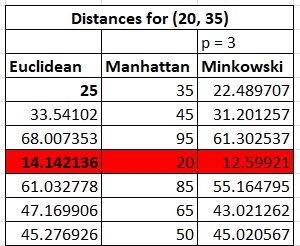 Distances for (20, 35)
p = 3
Euclidean Manhattan Minkowski
25 35 22.489707
33.54102 45 31.201257
68.007353 95 61.302537
14.142136 20 12.59921
61.032778 85 55.164795
47.169906 65 43.021262
45.276926 50 45.020567